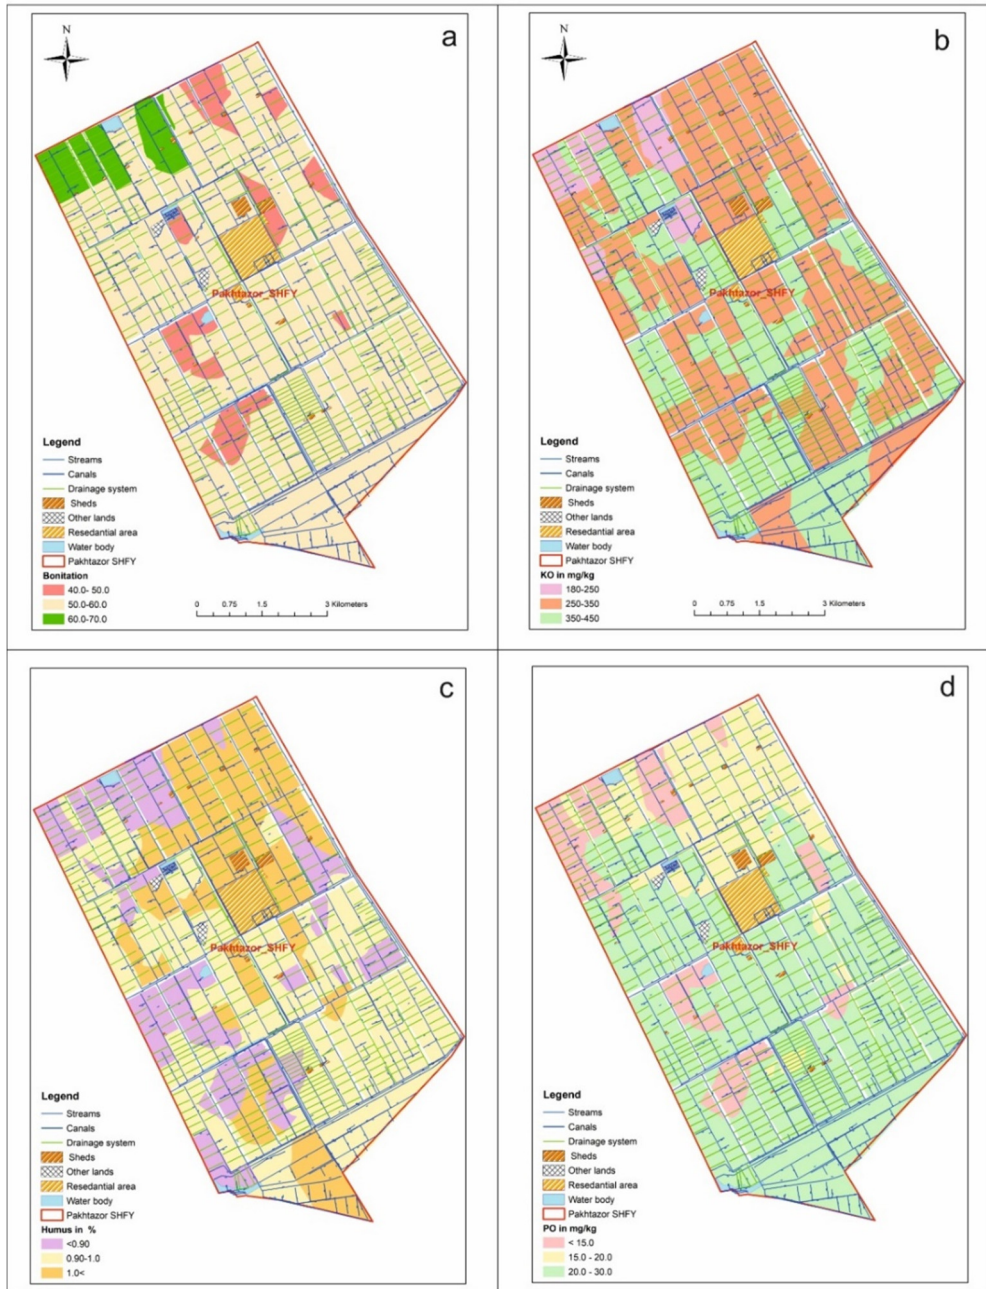 a
N
Pakhtazor_SHFY
Legend
Streams
Canals
Drainage system
Sheds
Other lands
Resedantial area
Water body
Pakhtazor SHFY
Bonitation
40.0- 50.0
50.0-60.0
60.0-70.0
0 0.75 1.5 3 Kilometers
b
N
Pakhtazor_SHFY
Legend
Streams
Canals
Drainage system
Sheds
Other lands
Resedantial area
Water body
Pakhtazor SHFY
KO in mg/kg
180-250
250-350
350-450
0 0.75 1.5 3 Kilometers
c
Pakhtazor_SHFY
Legend
Streams
Canals
Drainage system
Sheds
Other lands
Resedantial area
Water body
Pakhtazor SHFY
Humus in %
<0.90
0.90-1.0
1.0<
d
Pakhtazor_SHFY
Legend
Streams
Canals
Drainage system
Sheds
Other lands
Resedantial area
Water body
Pakhtazor SHFY
PO in mg/kg
< 15.0
15.0 - 20.0
20.0 - 30.0